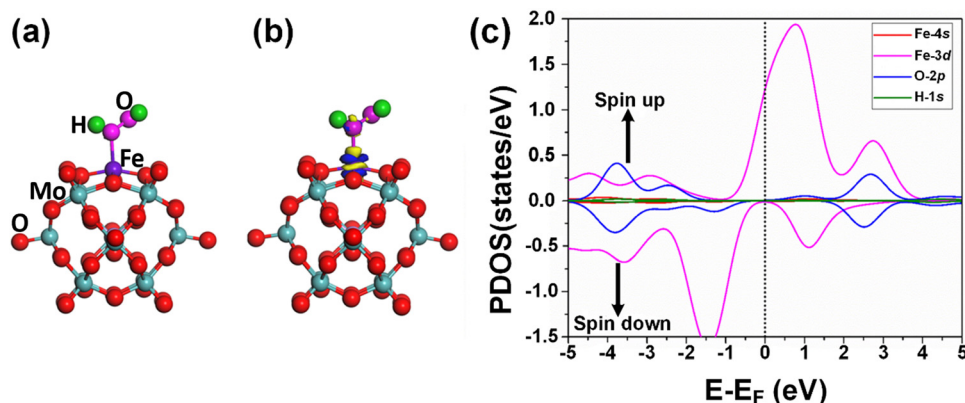 (a)
O
H
Fe
Mo
O
(b)
(c)
PDOS(states/eV)
2.0
1.5
1.0
0.5
0.0
-0.5
-1.0
-1.5
Spin up
Spin down
Fe-4s
Fe-3d
O-2p
H-1s
-5 -4 -3 -2 -1 0 1 2 3 4 5
E-EF (eV)